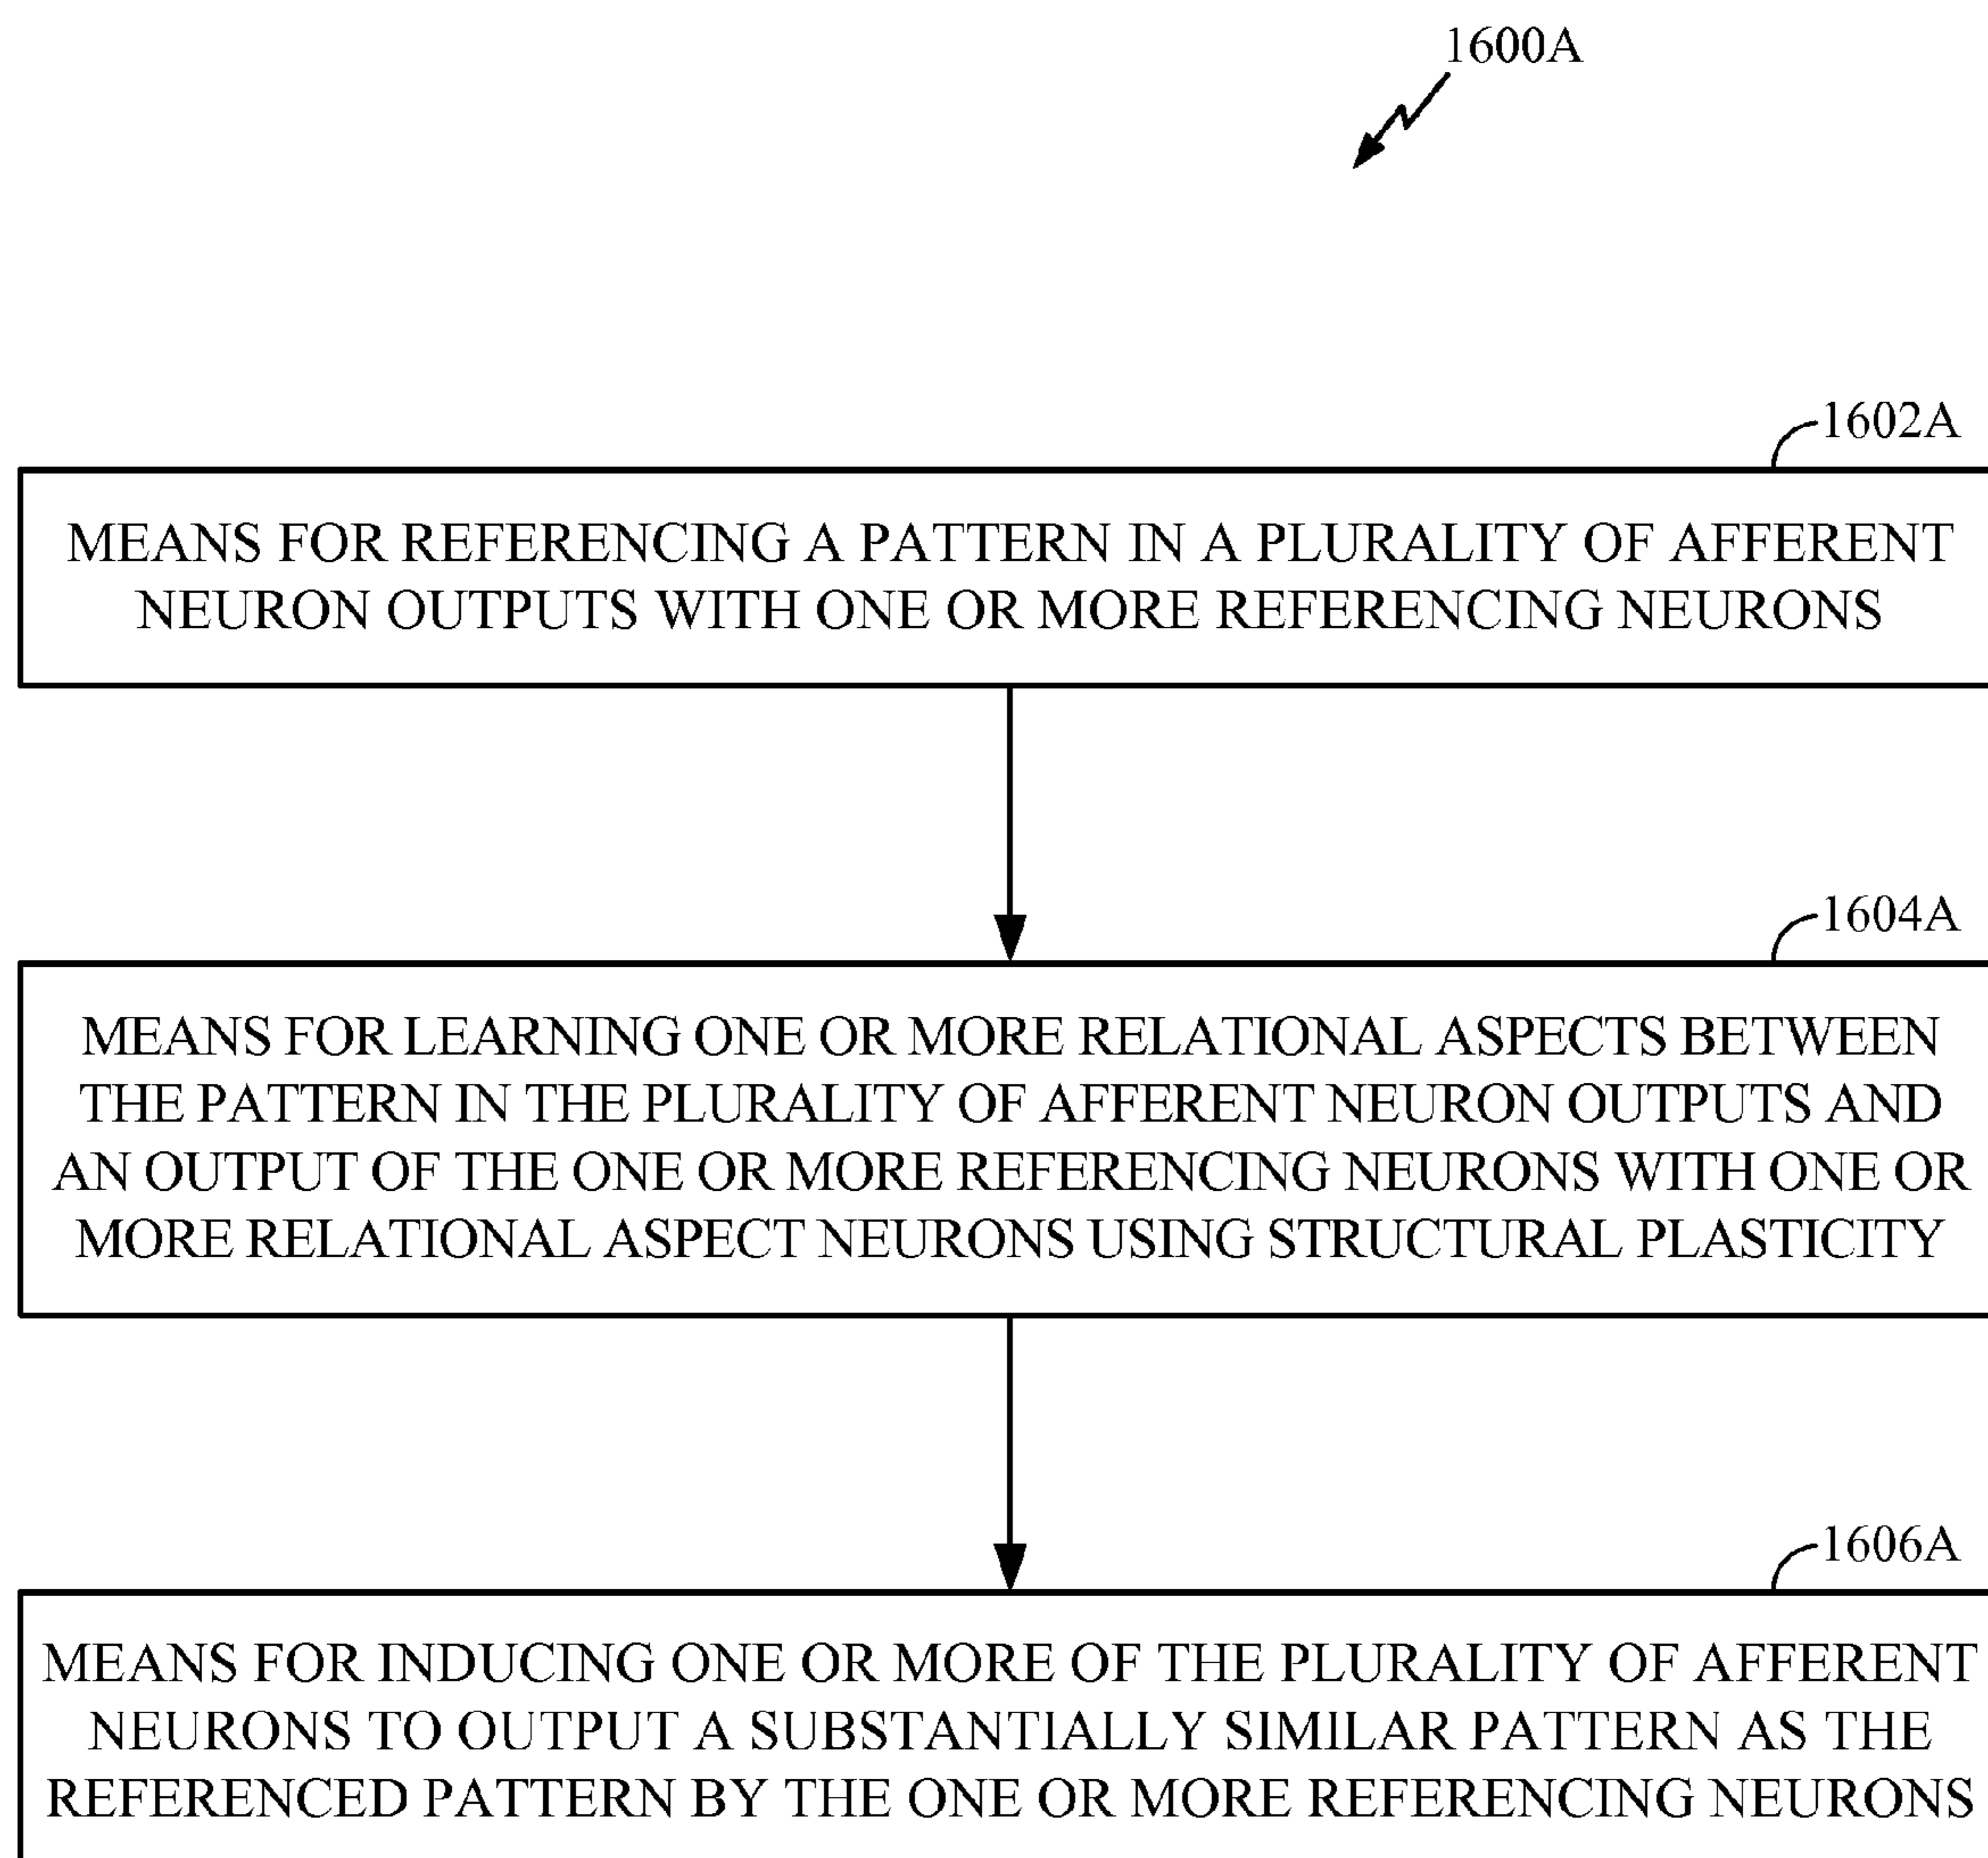 1600A
1602A
MEANS FOR REFERENCING A PATTERN IN A PLURALITY OF AFFERENT
NEURON OUTPUTS WITH ONE OR MORE REFERENCING NEURONS
1604A
MEANS FOR LEARNING ONE OR MORE RELATIONAL ASPECTS BETWEEN
THE PATTERN IN THE PLURALITY OF AFFERENT NEURON OUTPUTS AND
AN OUTPUT OF THE ONE OR MORE REFERENCING NEURONS WITH ONE OR
MORE RELATIONAL ASPECT NEURONS USING STRUCTURAL PLASTICITY
1606A
MEANS FOR INDUCING ONE OR MORE OF THE PLURALITY OF AFFERENT
NEURONS TO OUTPUT A SUBSTANTIALLY SIMILAR PATTERN AS THE
REFERENCED PATTERN BY THE ONE OR MORE REFERENCING NEURONS